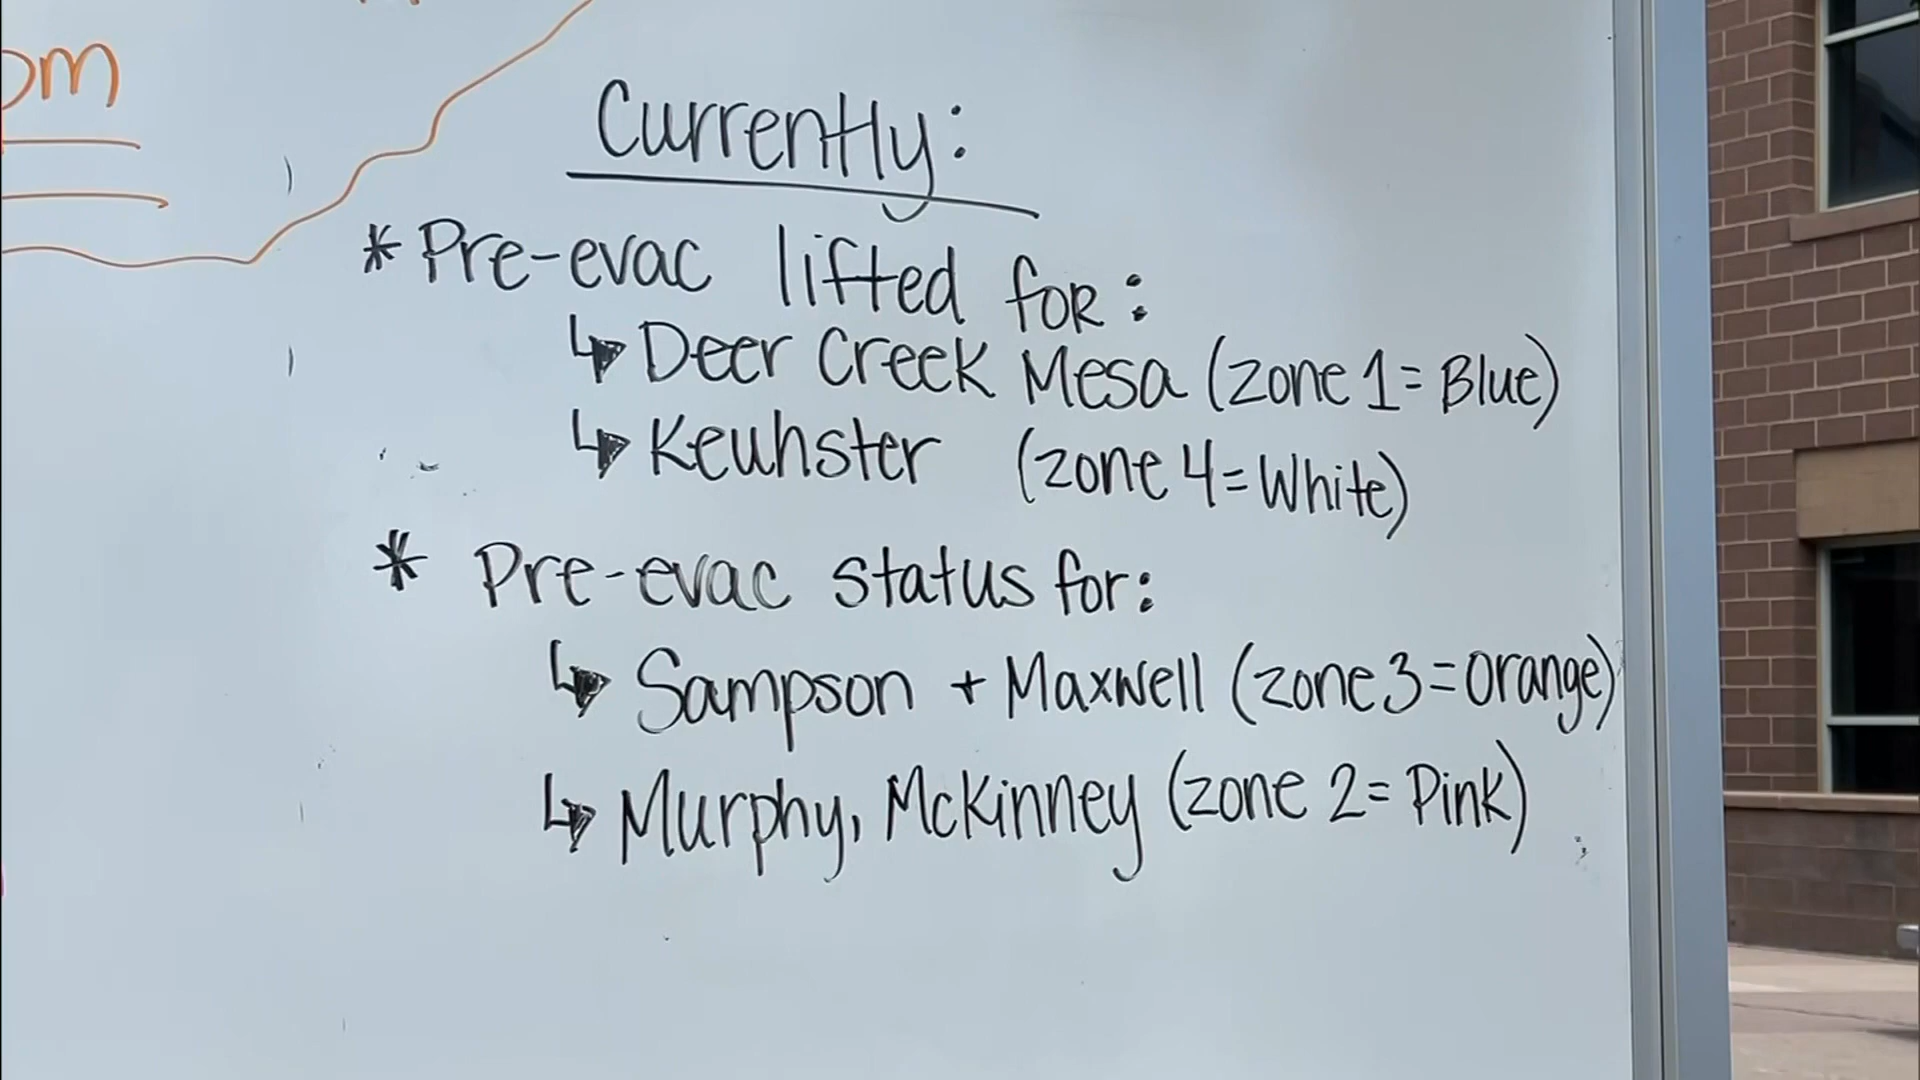 om
Currently:
* Pre-evac lifted for:
↳ Deer Creek Mesa (zone 1 = Blue)
↳ Keuhster (zone 4 = White)
* Pre-evac status for:
↳ Sampson + Maxwell (zone 3 = orange)
↳ Murphy, McKinney (zone 2 = Pink)